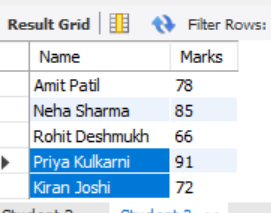 Result Grid Filter Rows:
Name Marks
Amit Patil 78
Neha Sharma 85
Rohit Deshmukh 66
Priya Kulkarni 91
Kiran Joshi 72